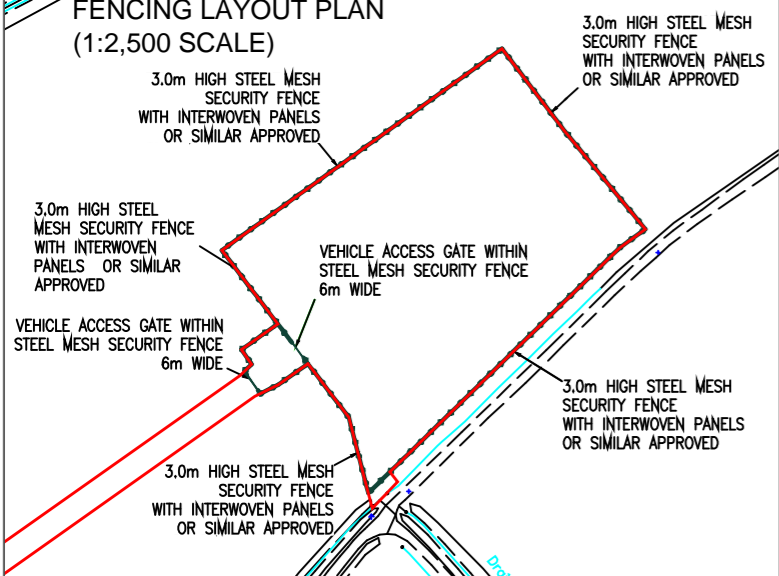 FENCING LAYOUT PLAN
(1:2,500 SCALE)
3.0m HIGH STEEL MESH
SECURITY FENCE
WITH INTERWOVEN PANELS
OR SIMILAR APPROVED
3.0m HIGH STEEL MESH
SECURITY FENCE
WITH INTERWOVEN PANELS
OR SIMILAR APPROVED
3.0m HIGH STEEL
MESH SECURITY FENCE
WITH INTERWOVEN
PANELS OR SIMILAR
APPROVED
VEHICLE ACCESS GATE WITHIN
STEEL MESH SECURITY FENCE
6m WIDE
VEHICLE ACCESS GATE WITHIN
STEEL MESH SECURITY FENCE
6m WIDE
3.0m HIGH STEEL MESH
SECURITY FENCE
WITH INTERWOVEN PANELS
OR SIMILAR APPROVED
3.0m HIGH STEEL MESH
SECURITY FENCE
WITH INTERWOVEN PANELS
OR SIMILAR APPROVED